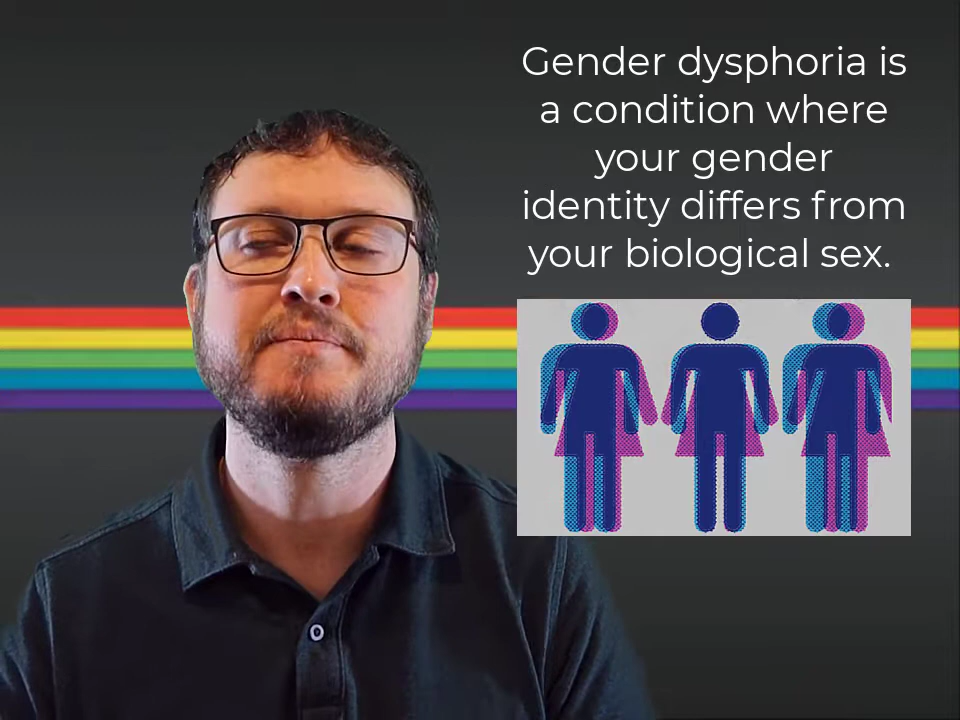 Gender dysphoria is
a condition where
your gender
identity differs from
your biological sex.